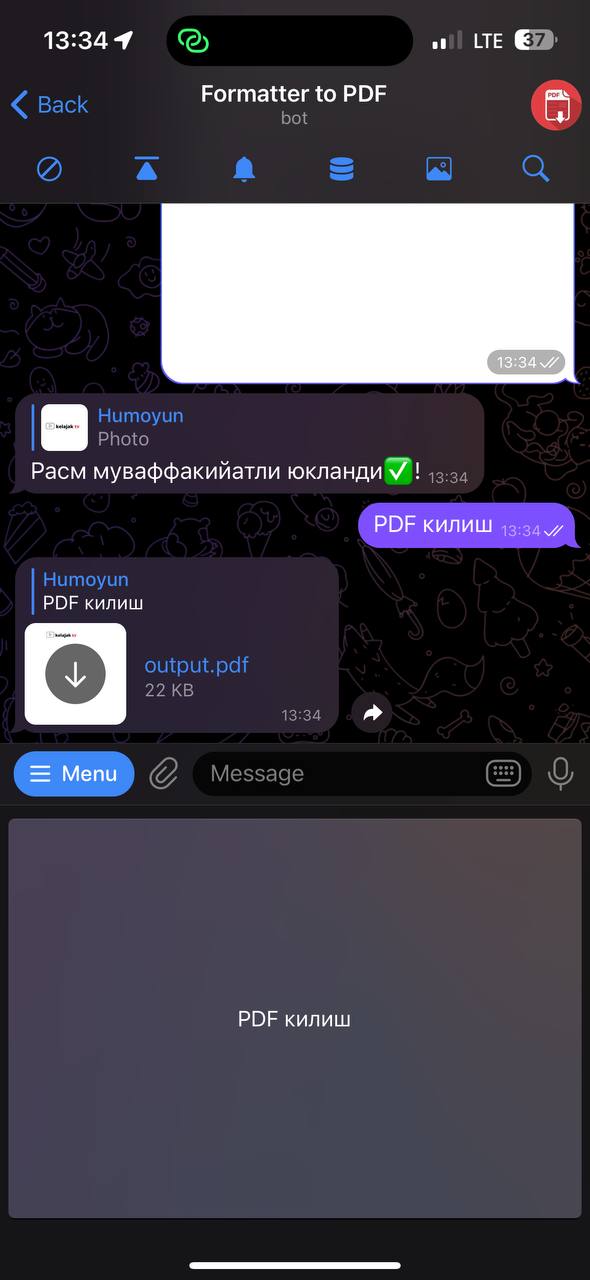 13:34
LTE
37
Back
Formatter to PDF
bot
PDF
13:34
kelajak tv
Humoyun
Photo
Расм муваффакийатли юкланди✅!
13:34
PDF килиш
13:34
Humoyun
PDF килиш
kelajak tv
output.pdf
22 KB
13:34
Menu
Message
PDF килиш